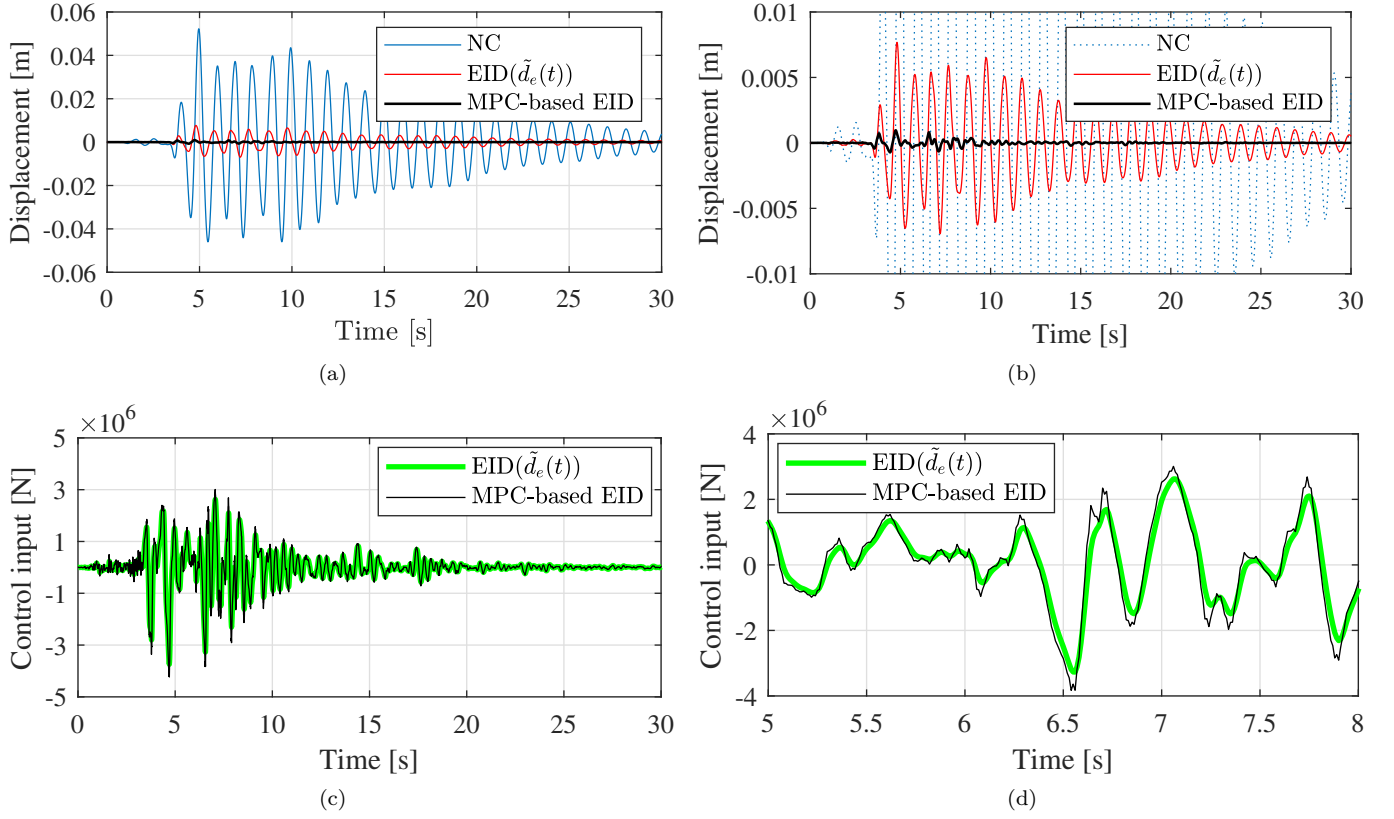 0.06
0.04
0.02
0
-0.02
-0.04
-0.06
Displacement [m]
NC
EID($\tilde{d}_e(t)$)
MPC-based EID
0 5 10 15 20 25 30
Time [s]
(a)
0.01
0.005
0
-0.005
-0.01
Displacement [m]
NC
EID($\tilde{d}_e(t)$)
MPC-based EID
0 5 10 15 20 25 30
Time [s]
(b)
×10⁶
5
3
1
-1
-3
-5
Control input [N]
EID($\tilde{d}_e(t)$)
MPC-based EID
0 5 10 15 20 25 30
Time [s]
(c)
×10⁶
4
2
0
-2
-4
Control input [N]
EID($\tilde{d}_e(t)$)
MPC-based EID
5 5.5 6 6.5 7 7.5 8
Time [s]
(d)